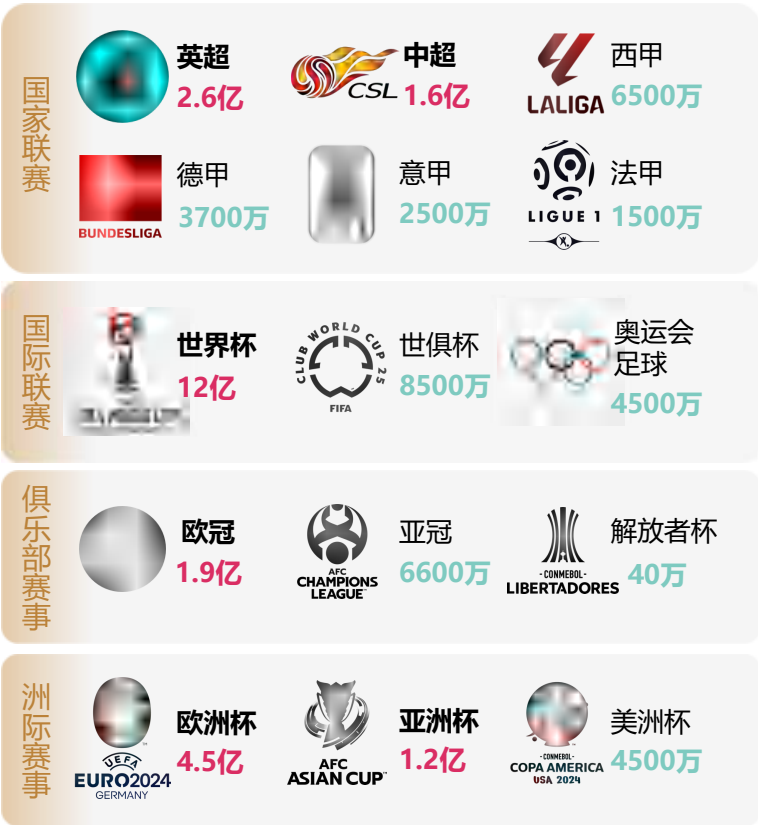 国家联赛
英超
2.6亿
CSL
中超
1.6亿
LALIGA
西甲
6500万
BUNDESLIGA
德甲
3700万
意甲
2500万
LIGUE 1
法甲
1500万
国际联赛
世界杯
12亿
CLUB WORLD CUP 25
FIFA
世俱杯
8500万
奥运会
足球
4500万
俱乐部赛事
欧冠
1.9亿
AFC
CHAMPIONS
LEAGUE
亚冠
6600万
-CONMEBOL-
LIBERTADORES
解放者杯
40万
洲际赛事
UEFA
EURO2024
GERMANY
欧洲杯
4.5亿
AFC
ASIAN CUP
亚洲杯
1.2亿
-CONMEBOL-
COPA AMERICA
USA 2024
美洲杯
4500万